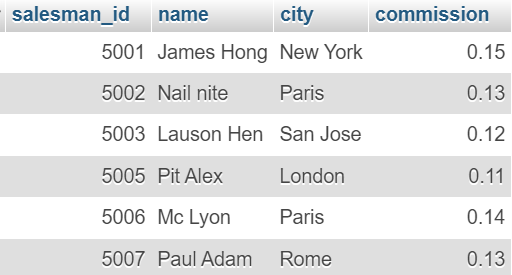 salesman_id name city commission
5001 James Hong New York 0.15
5002 Nail nite Paris 0.13
5003 Lauson Hen San Jose 0.12
5005 Pit Alex London 0.11
5006 Mc Lyon Paris 0.14
5007 Paul Adam Rome 0.13